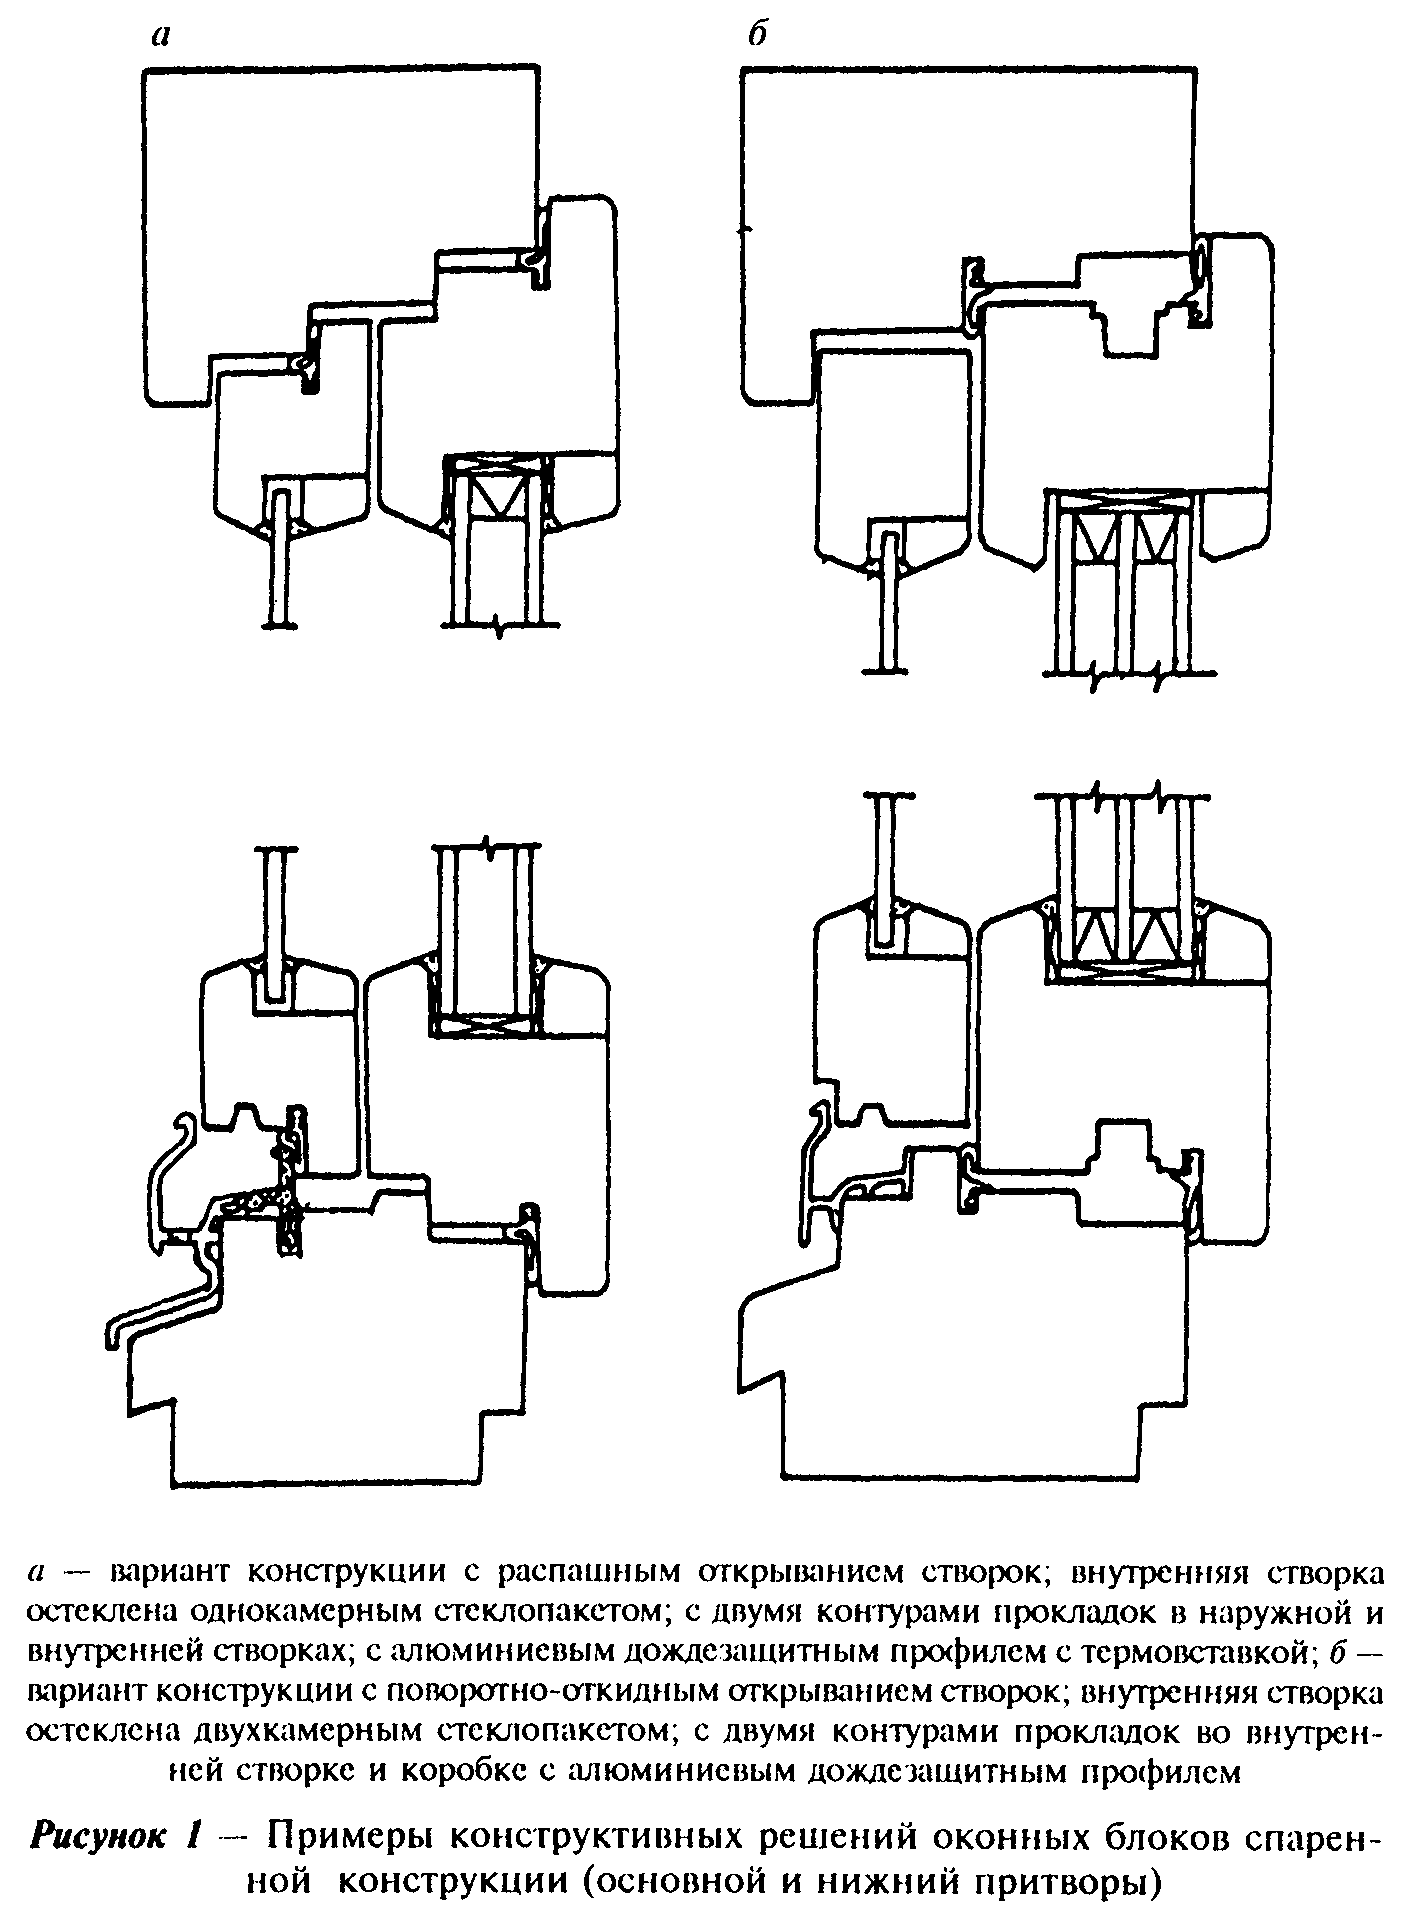 а
б
а — вариант конструкции с распашным открыванием створок; внутренняя створка
остеклена однокамерным стеклопакетом; с двумя контурами прокладок в наружной и
внутренней створках; с алюминиевым дождезащитным профилем с термовставкой; б —
вариант конструкции с поворотно-откидным открыванием створок; внутренняя створка
остеклена двухкамерным стеклопакетом; с двумя контурами прокладок во внутрен-
ней створке и коробке с алюминиевым дождезащитным профилем
Рисунок 1 — Примеры конструктивных решений оконных блоков спарен-
ной конструкции (основной и нижний притворы)